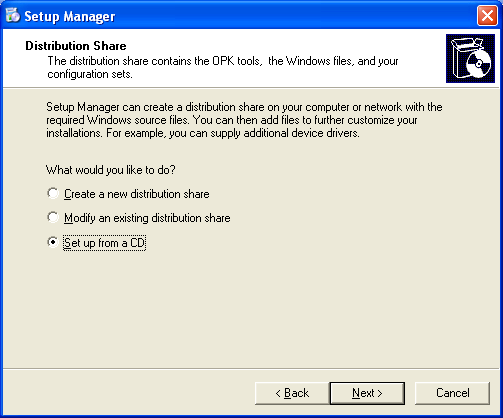 Setup Manager
Distribution Share
The distribution share contains the OPK tools, the Windows files, and your
configuration sets.
Setup Manager can create a distribution share on your computer or network with the
required Windows source files. You can then add files to further customize your
installations. For example, you can supply additional device drivers.
What would you like to do?
Create a new distribution share
Modify an existing distribution share
Set up from a CD
< Back
Next >
Cancel